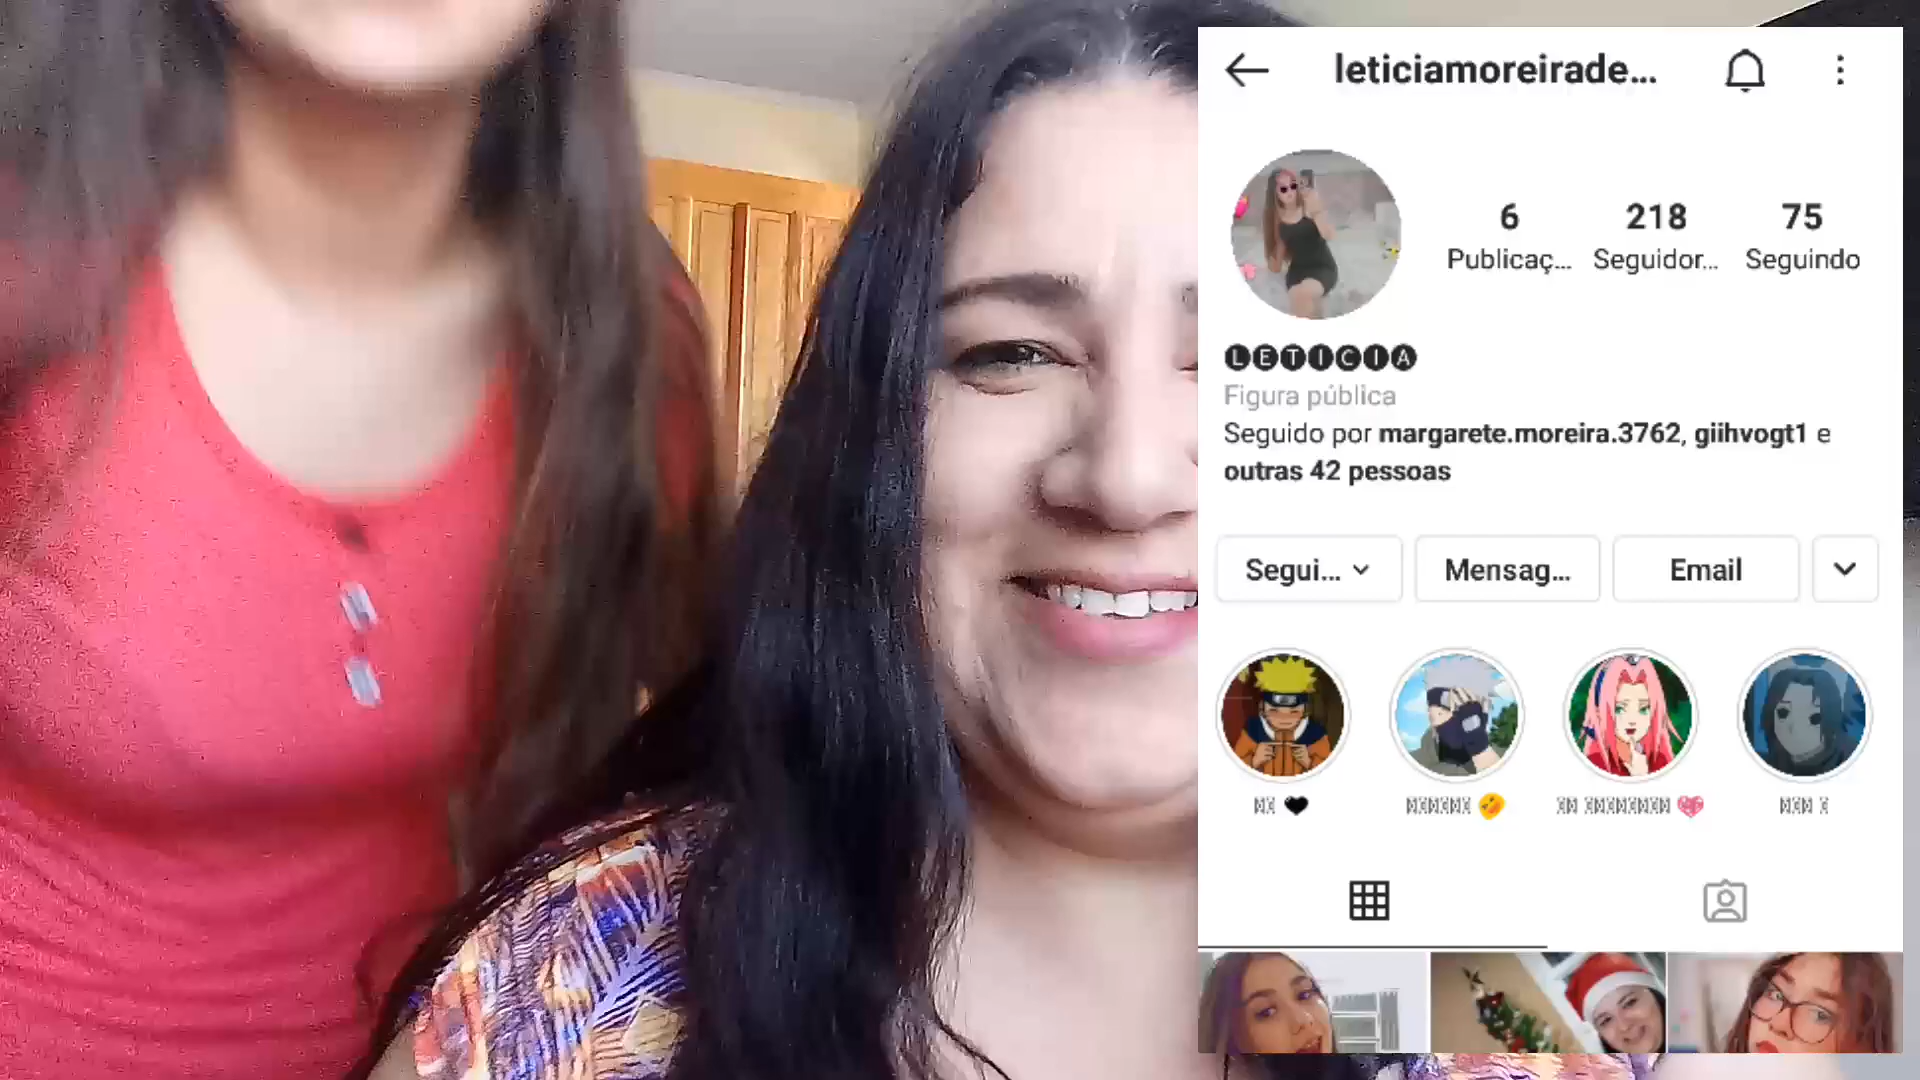 leticiamoreirade...
6 218 75
Publicaç... Seguidor... Seguindo
🅛🅔🅣🅘🅒🅘🅐
Figura pública
Seguido por margarete.moreira.3762, giihvogt1 e
outras 42 pessoas
Segui... Mensag... Email